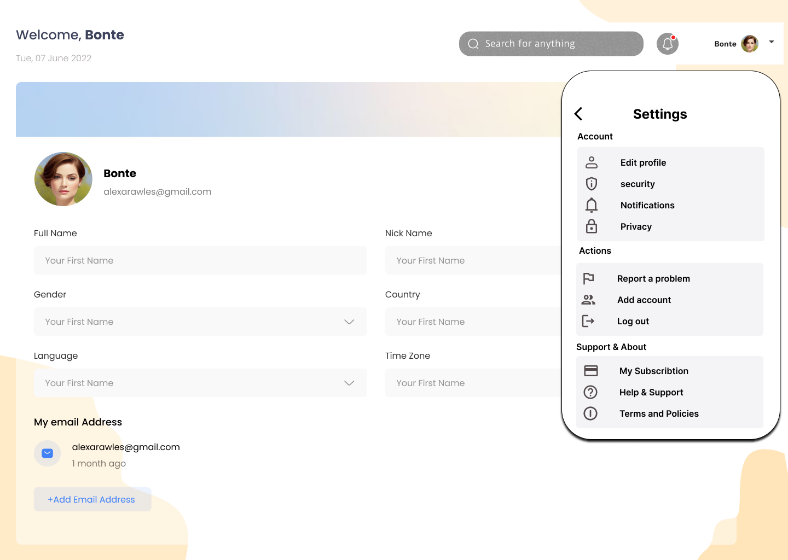 Welcome, Bonte
Tue, 07 June 2022
Search for anything
Bonte
Bonte
alexarawles@gmail.com
Full Name
Your First Name
Nick Name
Your First Name
Gender
Your First Name
Country
Your First Name
Language
Your First Name
Time Zone
Your First Name
My email Address
alexarawles@gmail.com
1 month ago
+Add Email Address
Settings
Account
Edit profile
security
Notifications
Privacy
Actions
Report a problem
Add account
Log out
Support & About
My Subscribtion
Help & Support
Terms and Policies